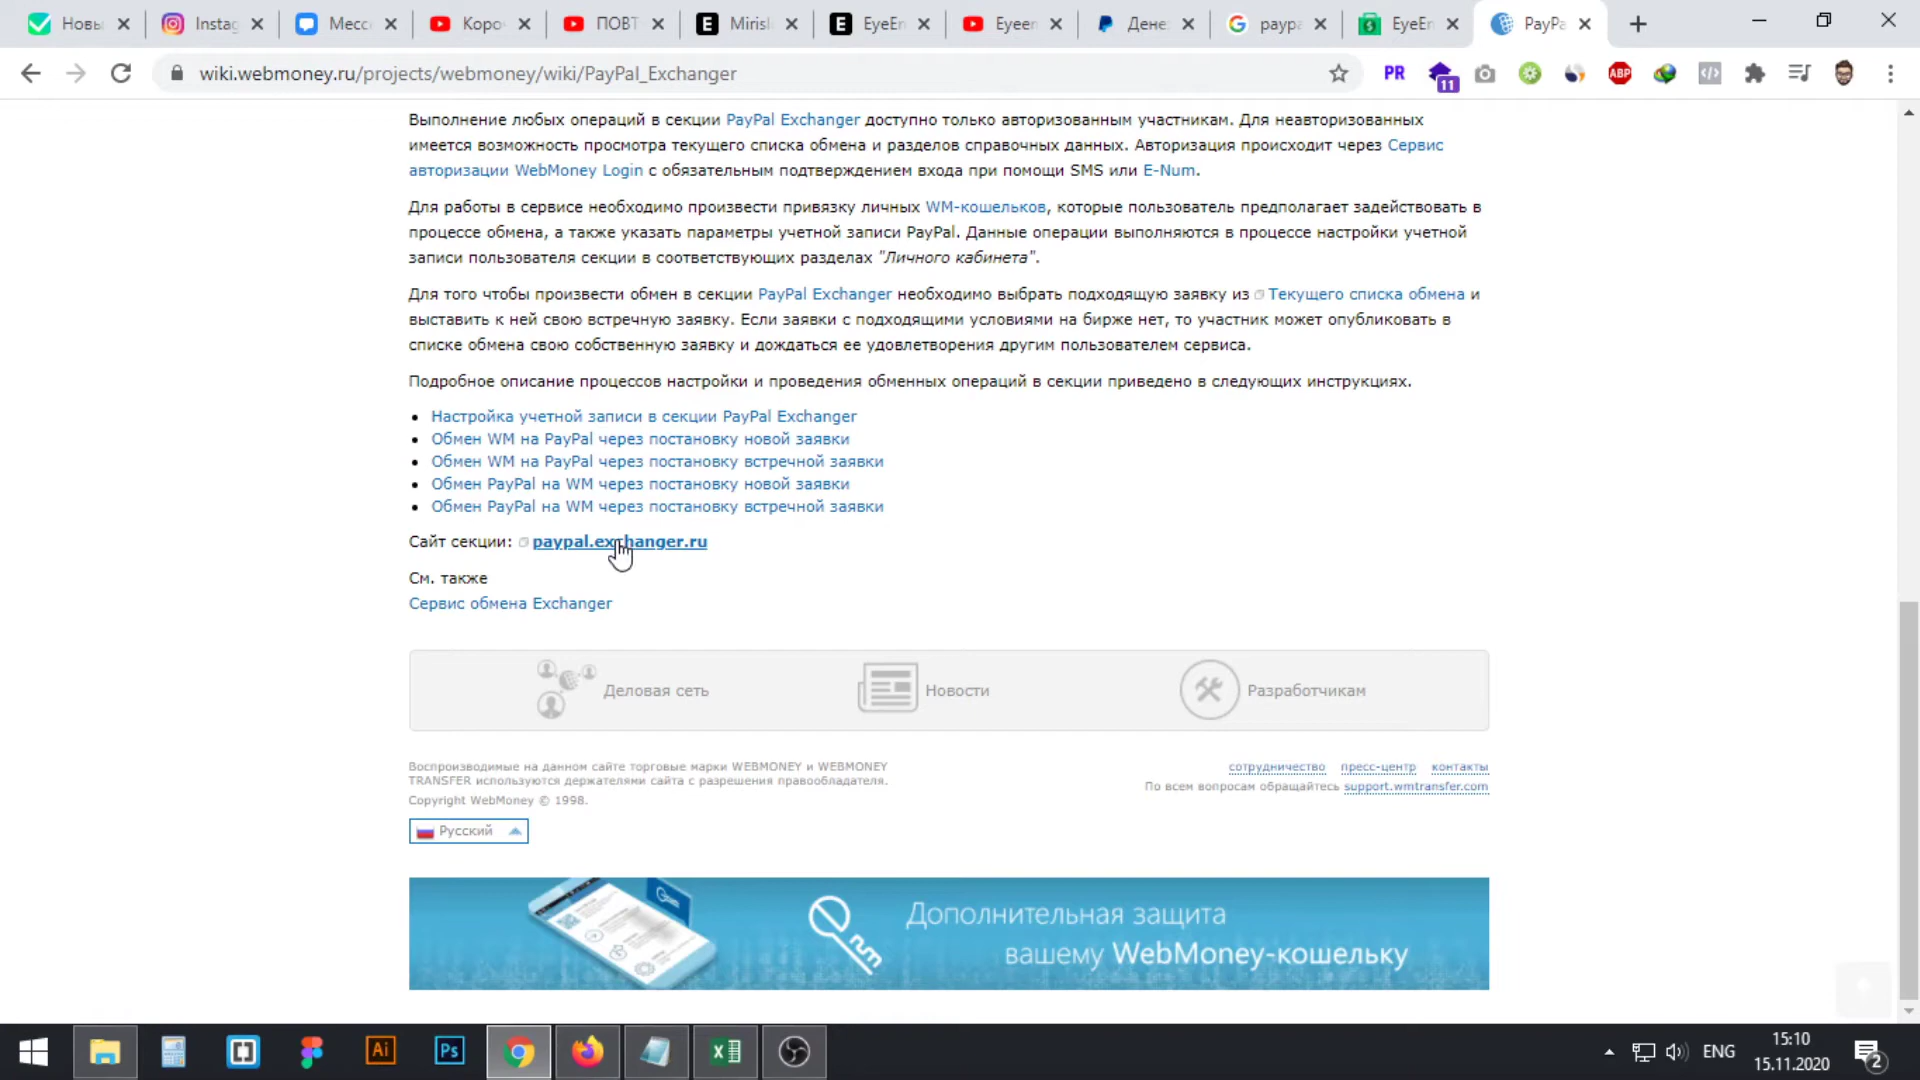 Новы
Instag
Месс
Коро
ПОВТ
Mirisl
EyeEn
Eyeen
Дене
paypa
EyeEn
PayPa
wiki.webmoney.ru/projects/webmoney/wiki/PayPal_Exchanger
PR
11
ABP
Выполнение любых операций в секции PayPal Exchanger доступно только авторизованным участникам. Для неавторизованных
имеется возможность просмотра текущего списка обмена и разделов справочных данных. Авторизация происходит через Сервис
авторизации WebMoney Login с обязательным подтверждением входа при помощи SMS или E-Num.
Для работы в сервисе необходимо произвести привязку личных WM-кошельков, которые пользователь предполагает задействовать в
процессе обмена, а также указать параметры учетной записи PayPal. Данные операции выполняются в процессе настройки учетной
записи пользователя секции в соответствующих разделах "Личного кабинета".
Для того чтобы произвести обмен в секции PayPal Exchanger необходимо выбрать подходящую заявку из Текущего списка обмена и
выставить к ней свою встречную заявку. Если заявки с подходящими условиями на бирже нет, то участник может опубликовать в
списке обмена свою собственную заявку и дождаться ее удовлетворения другим пользователем сервиса.
Подробное описание процессов настройки и проведения обменных операций в секции приведено в следующих инструкциях.
Настройка учетной записи в секции PayPal Exchanger
Обмен WM на PayPal через постановку новой заявки
Обмен WM на PayPal через постановку встречной заявки
Обмен PayPal на WM через постановку новой заявки
Обмен PayPal на WM через постановку встречной заявки
Сайт секции: paypal.exchanger.ru
См. также
Сервис обмена Exchanger
Деловая сеть
Новости
Разработчикам
Воспроизводимые на данном сайте торговые марки WEBMONEY и WEBMONEY
TRANSFER используются держателями сайта с разрешения правообладателя.
Copyright WebMoney © 1998.
сотрудничество пресс-центр контакты
По всем вопросам обращайтесь support.wmtransfer.com
Русский
Дополнительная защита
вашему WebMoney-кошельку
Ai
Ps
ENG
15:10
15.11.2020
2